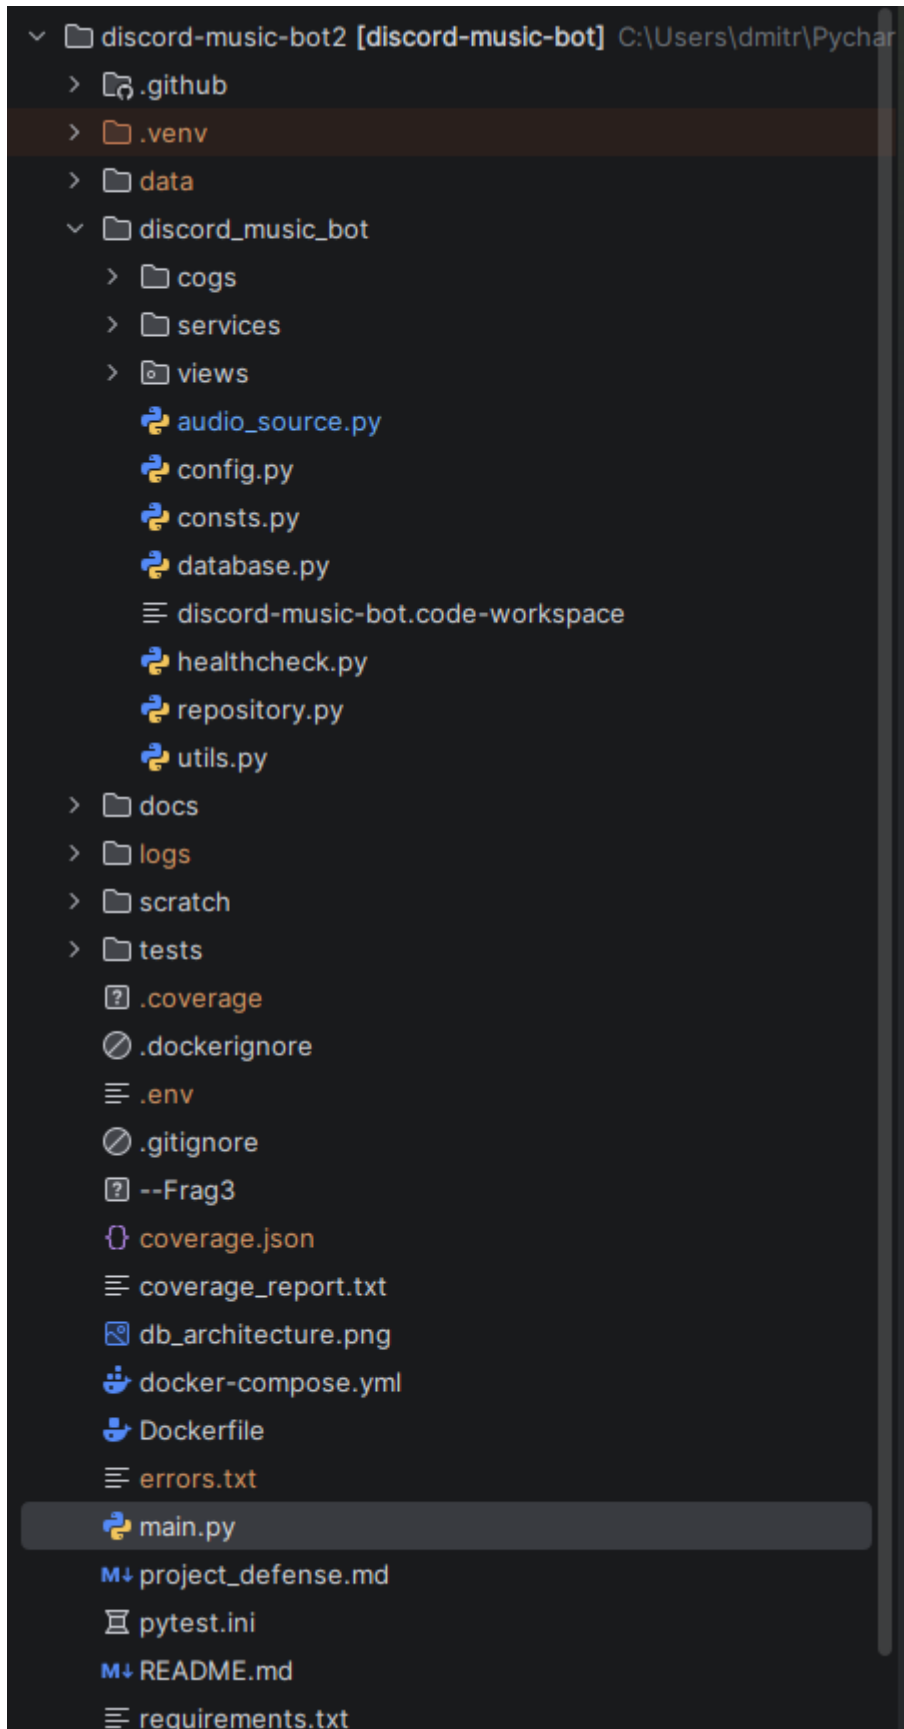 discord-music-bot2 [discord-music-bot] C:\Users\dmitr\Pychar
.github
.venv
data
discord_music_bot
cogs
services
views
audio_source.py
config.py
consts.py
database.py
discord-music-bot.code-workspace
healthcheck.py
repository.py
utils.py
docs
logs
scratch
tests
.coverage
.dockerignore
.env
.gitignore
--Frag3
coverage.json
coverage_report.txt
db_architecture.png
docker-compose.yml
Dockerfile
errors.txt
main.py
project_defense.md
pytest.ini
README.md
requirements.txt